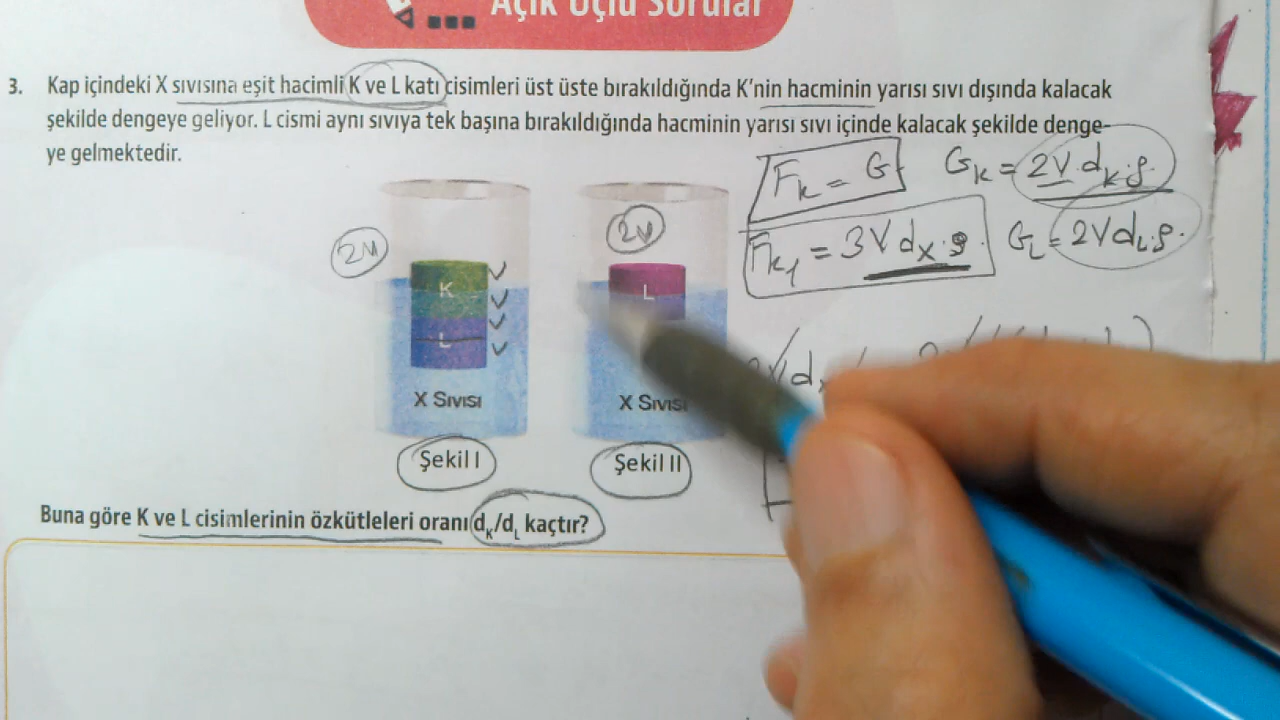 Açık Uçlu Sorular
3. Kap içindeki X sıvısına eşit hacimli K ve L katı cisimleri üst üste bırakıldığında K'nin hacminin yarısı sıvı dışında kalacak
şekilde dengeye geliyor. L cismi aynı sıvıya tek başına bırakıldığında hacminin yarısı sıvı içinde kalacak şekilde denge-
ye gelmektedir.
Fk = G
GK = 2V dK.g.
Fk1 = 3V dX.g.
GL = 2VdL.g.
2V
K
L
X Sıvısı
Şekil I
2V
L
X Sıvısı
Şekil II
Buna göre K ve L cisimlerinin özkütleleri oranı dK/dL kaçtır?